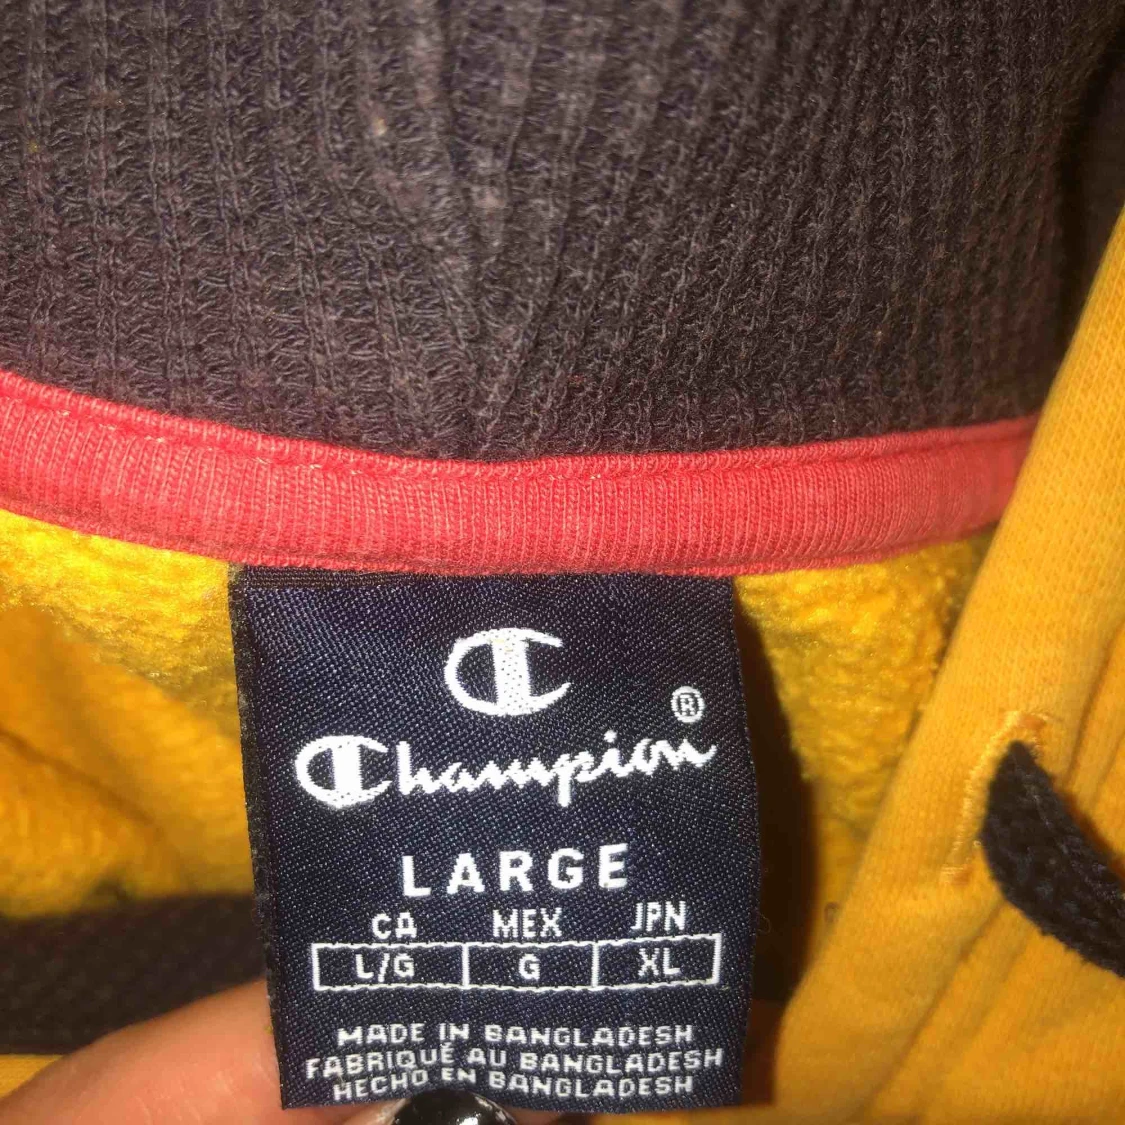 Champion®
LARGE
CA MEX JPN
L/G G XL
MADE IN BANGLADESH
FABRIQUÉ AU BANGLADESH
HECHO EN BANGLADESH